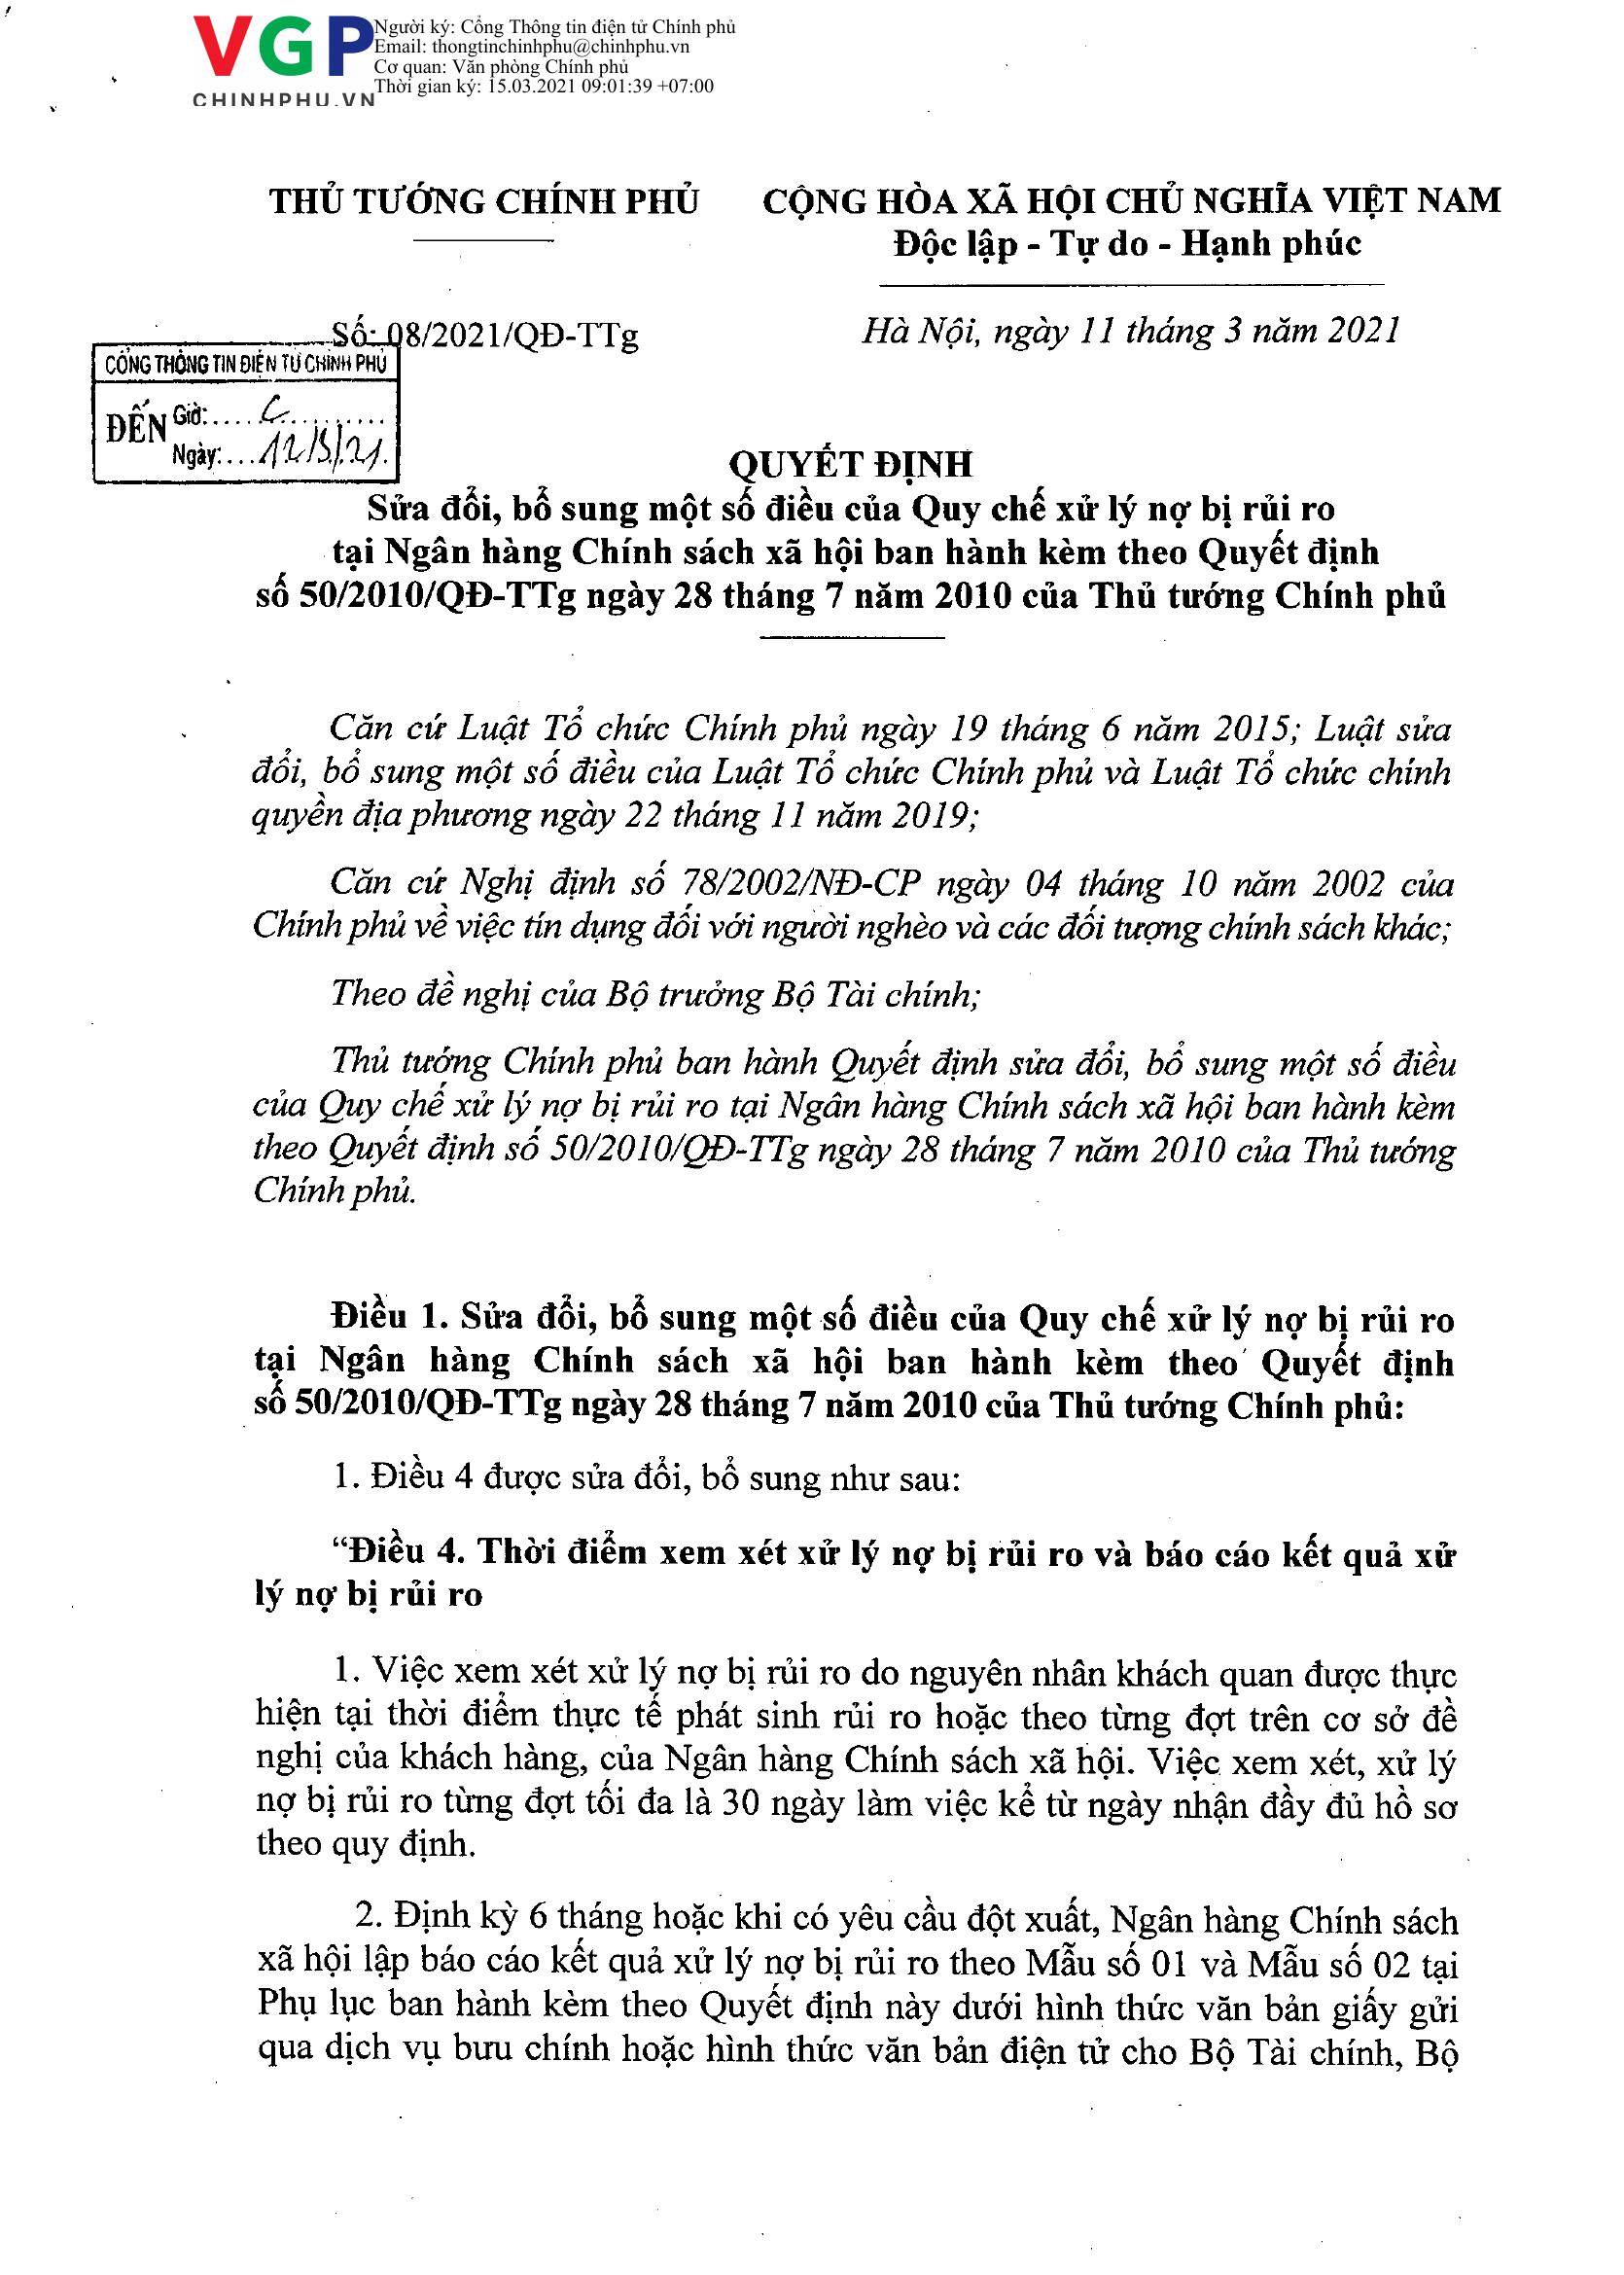 VGP
CHINHPHU.VN
Người ký: Cổng Thông tin điện tử Chính phủ
Email: thongtinchinhphu@chinhphu.vn
Cơ quan: Văn phòng Chính phủ
Thời gian ký: 15.03.2021 09:01:39 +07:00
THỦ TƯỚNG CHÍNH PHỦ
CỘNG HÒA XÃ HỘI CHỦ NGHĨA VIỆT NAM
Độc lập - Tự do - Hạnh phúc
Số: 08/2021/QĐ-TTg
Hà Nội, ngày 11 tháng 3 năm 2021
CỔNG THÔNG TIN ĐIỆN TỬ CHÍNH PHỦ
ĐẾN
Giờ: C
Ngày: 12/3/21
QUYẾT ĐỊNH
Sửa đổi, bổ sung một số điều của Quy chế xử lý nợ bị rủi ro
tại Ngân hàng Chính sách xã hội ban hành kèm theo Quyết định
số 50/2010/QĐ-TTg ngày 28 tháng 7 năm 2010 của Thủ tướng Chính phủ
Căn cứ Luật Tổ chức Chính phủ ngày 19 tháng 6 năm 2015; Luật sửa
đổi, bổ sung một số điều của Luật Tổ chức Chính phủ và Luật Tổ chức chính
quyền địa phương ngày 22 tháng 11 năm 2019;
Căn cứ Nghị định số 78/2002/NĐ-CP ngày 04 tháng 10 năm 2002 của
Chính phủ về việc tín dụng đối với người nghèo và các đối tượng chính sách khác;
Theo đề nghị của Bộ trưởng Bộ Tài chính;
Thủ tướng Chính phủ ban hành Quyết định sửa đổi, bổ sung một số điều
của Quy chế xử lý nợ bị rủi ro tại Ngân hàng Chính sách xã hội ban hành kèm
theo Quyết định số 50/2010/QĐ-TTg ngày 28 tháng 7 năm 2010 của Thủ tướng
Chính phủ.
Điều 1. Sửa đổi, bổ sung một số điều của Quy chế xử lý nợ bị rủi ro
tại Ngân hàng Chính sách xã hội ban hành kèm theo Quyết định
số 50/2010/QĐ-TTg ngày 28 tháng 7 năm 2010 của Thủ tướng Chính phủ:
1. Điều 4 được sửa đổi, bổ sung như sau:
“Điều 4. Thời điểm xem xét xử lý nợ bị rủi ro và báo cáo kết quả xử
lý nợ bị rủi ro
1. Việc xem xét xử lý nợ bị rủi ro do nguyên nhân khách quan được thực
hiện tại thời điểm thực tế phát sinh rủi ro hoặc theo từng đợt trên cơ sở đề
nghị của khách hàng, của Ngân hàng Chính sách xã hội. Việc xem xét, xử lý
nợ bị rủi ro từng đợt tối đa là 30 ngày làm việc kể từ ngày nhận đầy đủ hồ sơ
theo quy định.
2. Định kỳ 6 tháng hoặc khi có yêu cầu đột xuất, Ngân hàng Chính sách
xã hội lập báo cáo kết quả xử lý nợ bị rủi ro theo Mẫu số 01 và Mẫu số 02 tại
Phụ lục ban hành kèm theo Quyết định này dưới hình thức văn bản giấy gửi
qua dịch vụ bưu chính hoặc hình thức văn bản điện tử cho Bộ Tài chính, Bộ